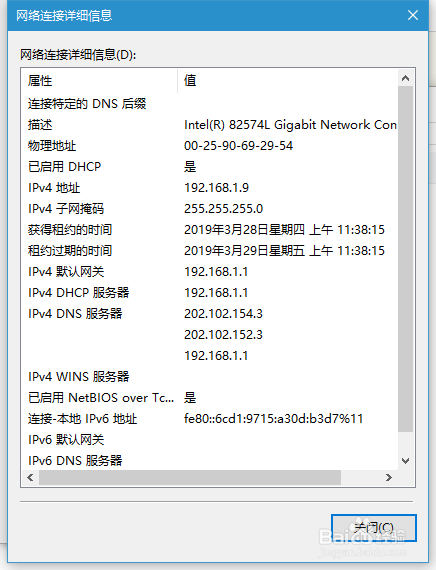 网络连接详细信息
网络连接详细信息(D):
属性 值
连接特定的 DNS 后缀
描述 Intel(R) 82574L Gigabit Network Con
物理地址 00-25-90-69-29-54
已启用 DHCP 是
IPv4 地址 192.168.1.9
IPv4 子网掩码 255.255.255.0
获得租约的时间 2019年3月28日星期四 上午 11:38:15
租约过期的时间 2019年3月29日星期五 上午 11:38:15
IPv4 默认网关 192.168.1.1
IPv4 DHCP 服务器 192.168.1.1
IPv4 DNS 服务器 202.102.154.3
202.102.152.3
192.168.1.1
IPv4 WINS 服务器
已启用 NetBIOS over Tc... 是
连接-本地 IPv6 地址 fe80::6cd1:9715:a30d:b3d7%11
IPv6 默认网关
IPv6 DNS 服务器
关闭(C)
Baidu经验
jingyan.baidu.com